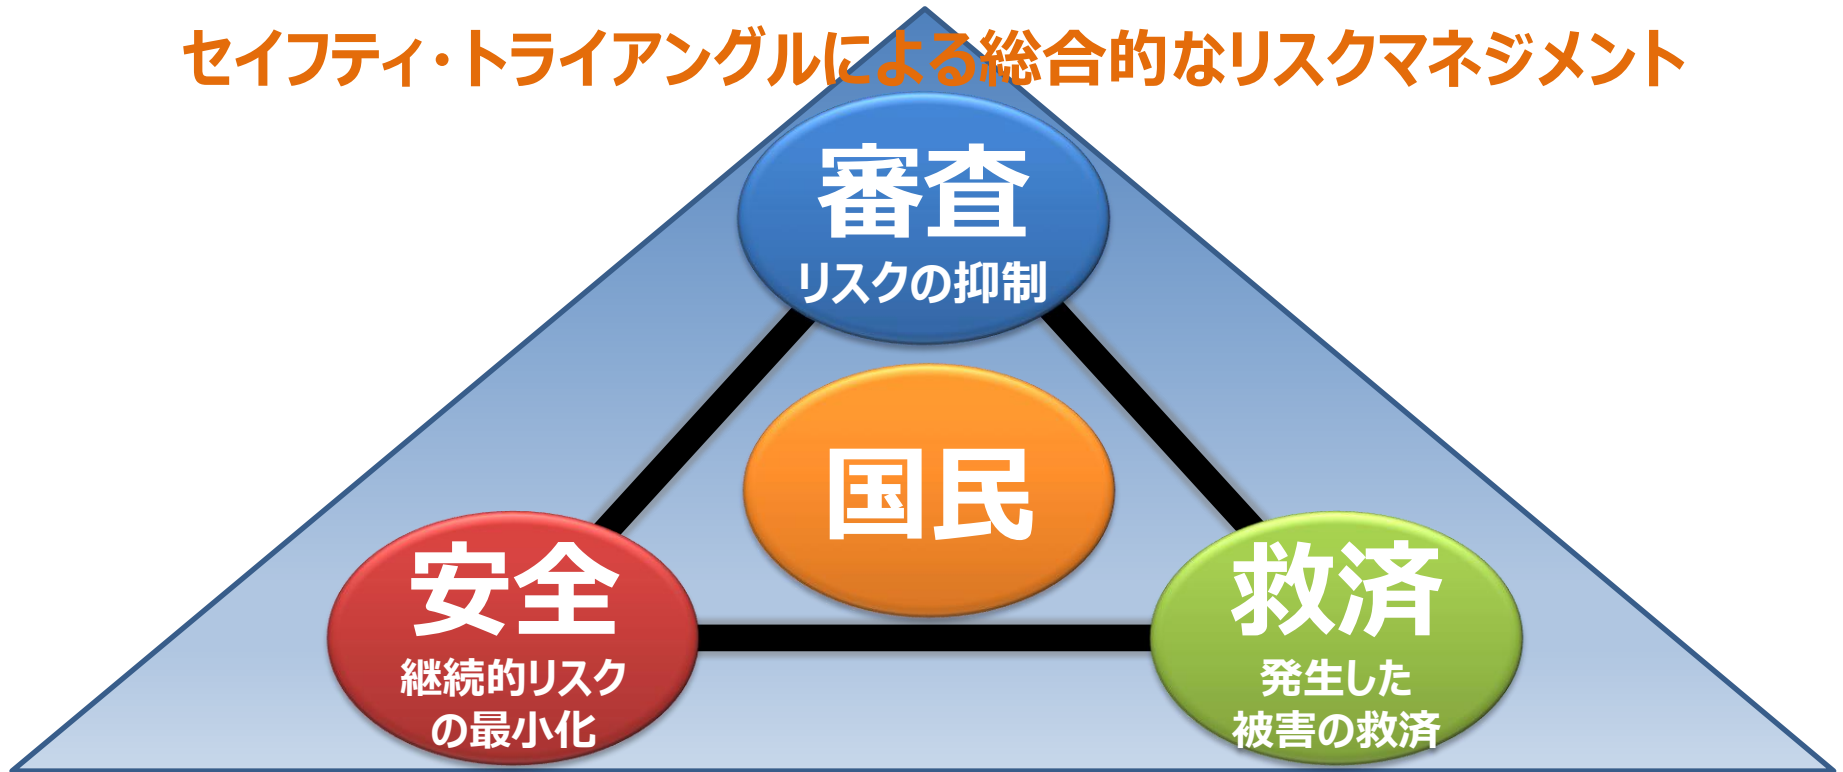 セイフティ・トライアングルによる総合的なリスクマネジメント
審査
リスクの抑制
国民
安全
継続的リスク
の最小化
救済
発生した
被害の救済